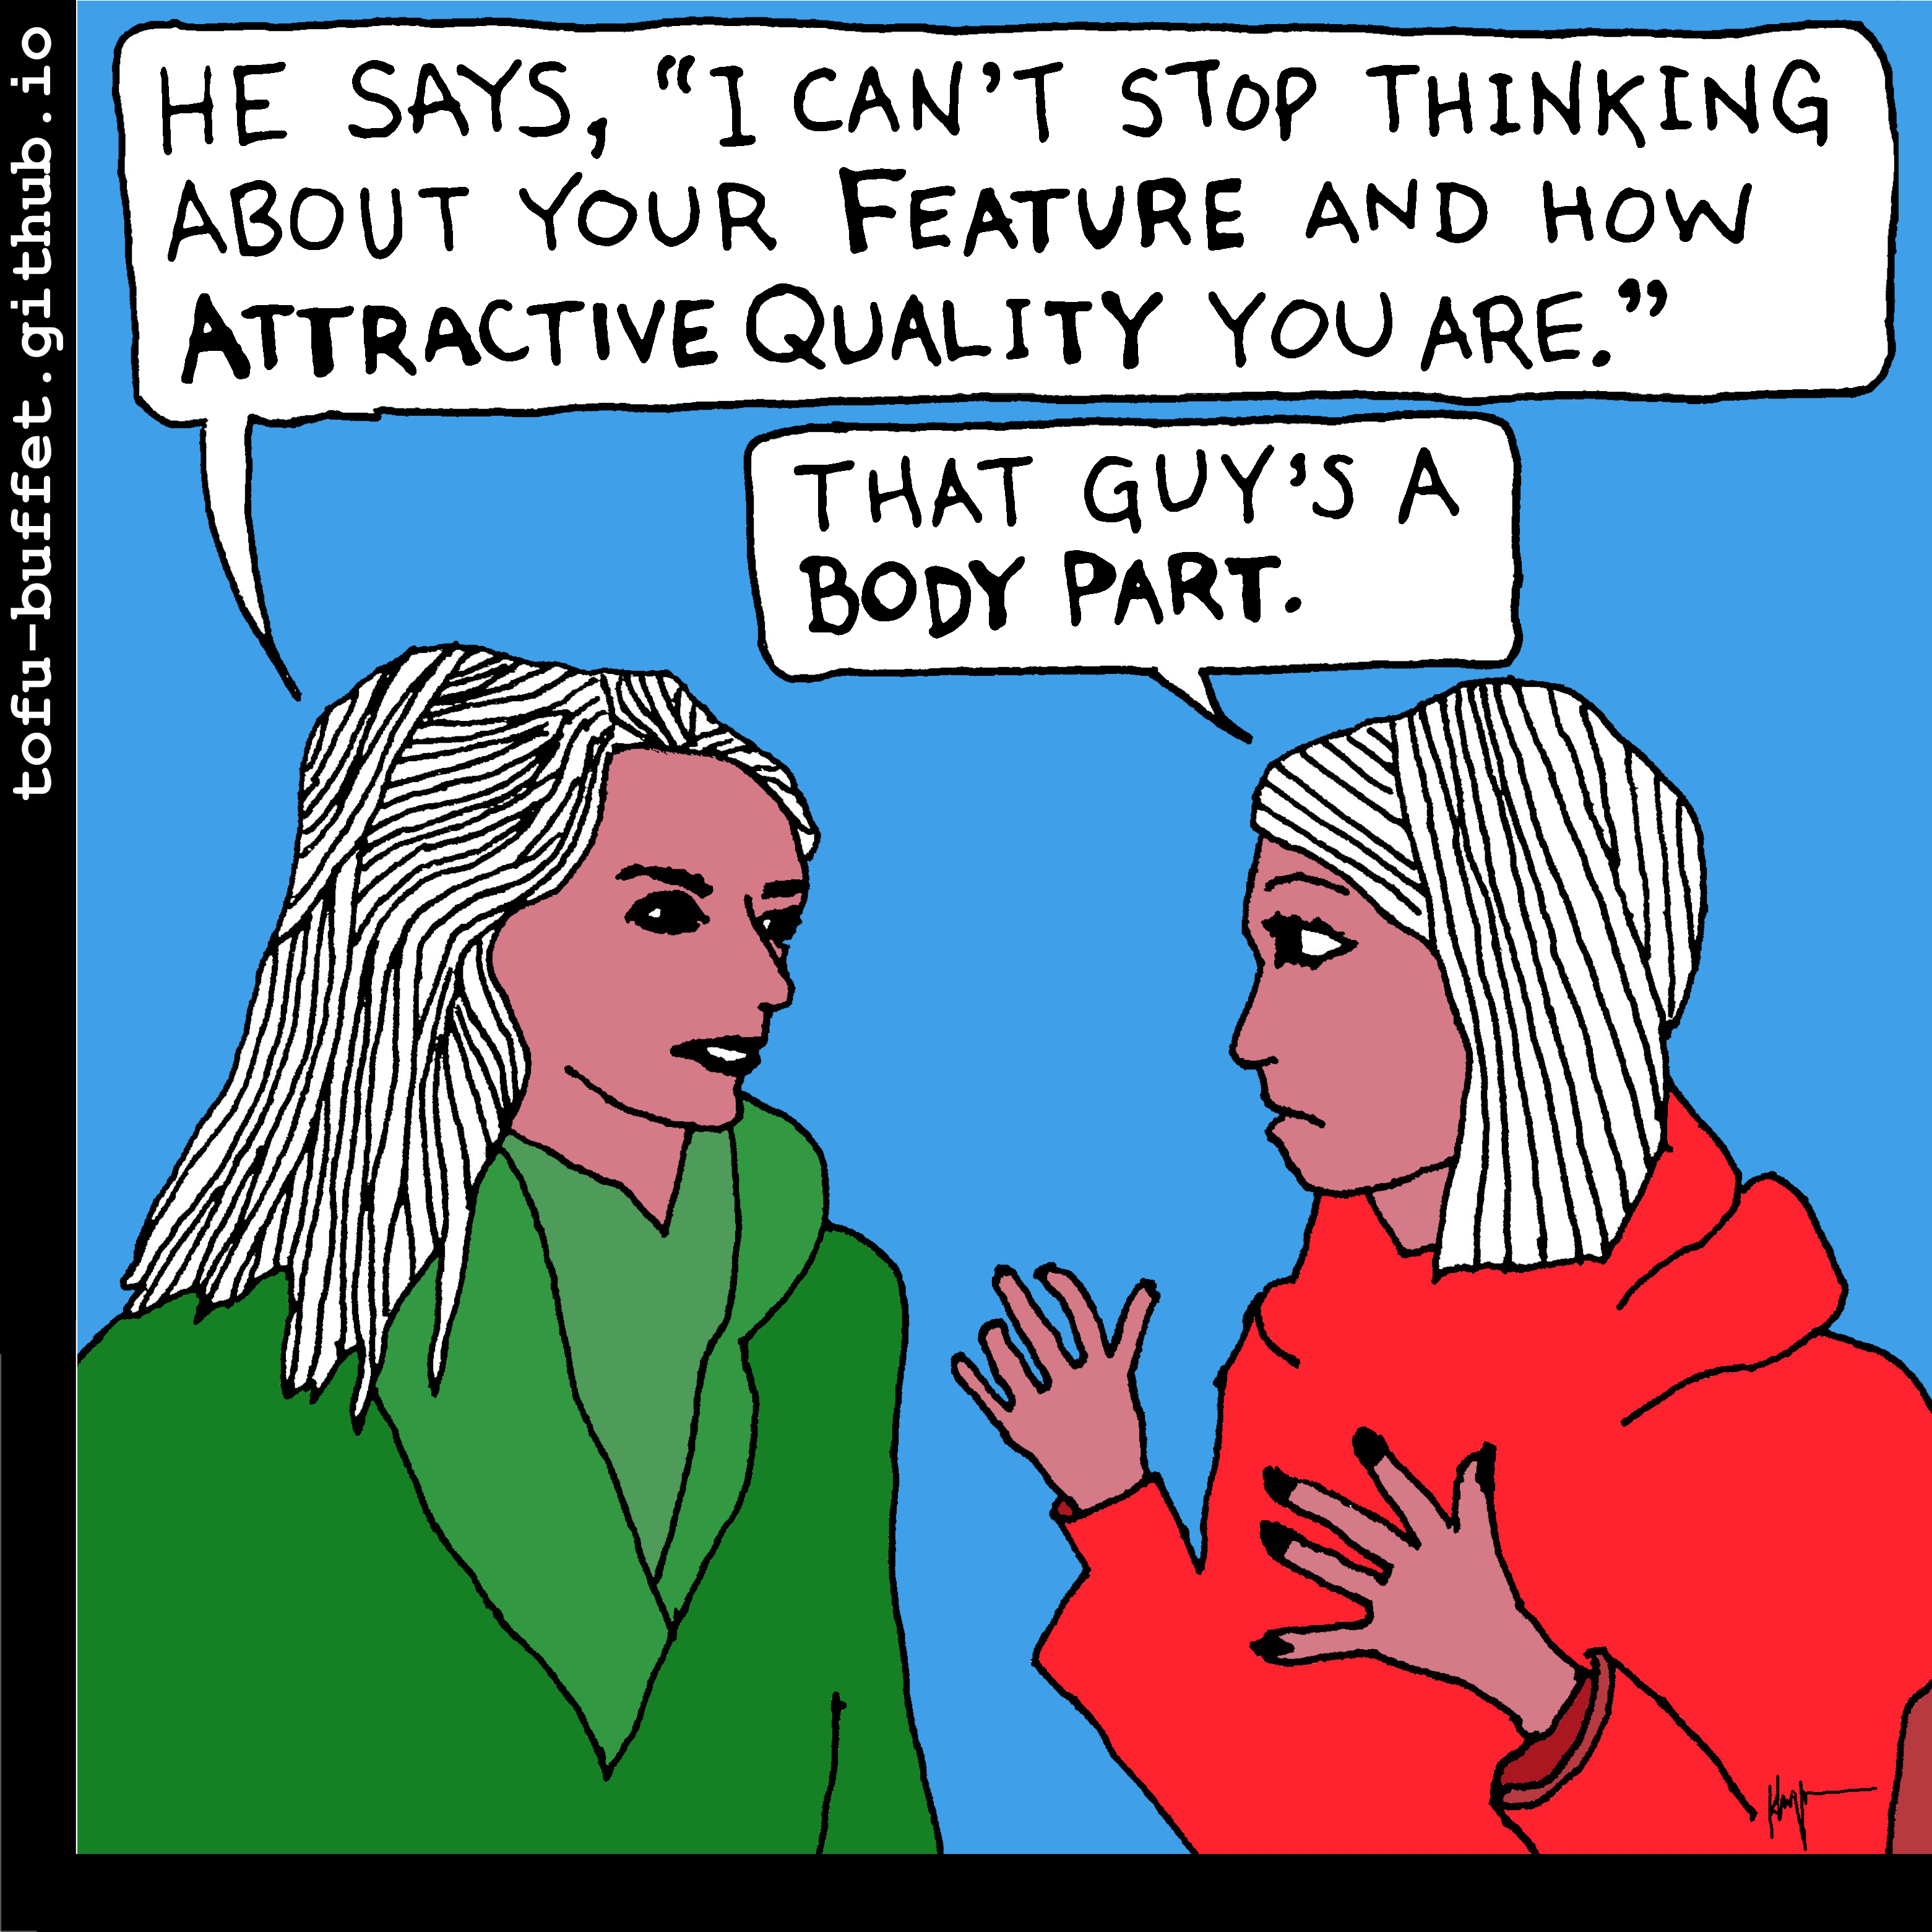 HE SAYS, “I CAN’T STOP THINKING
ABOUT YOUR FEATURE AND HOW
ATTRACTIVE QUALITY YOU ARE.”
THAT GUY’S A
BODY PART.
tofu-buffet.github.io